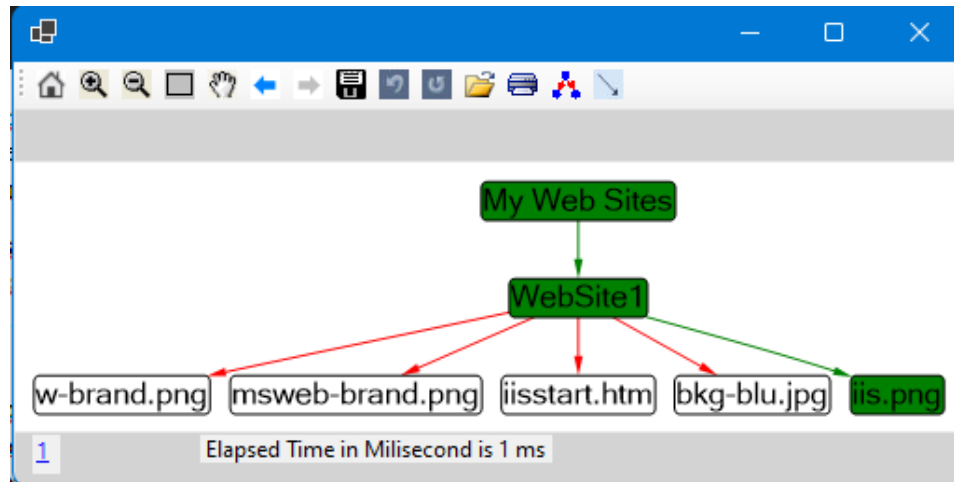 My Web Sites
WebSite1
w-brand.png msweb-brand.png iisstart.htm bkg-blu.jpg iis.png
1 Elapsed Time in Milisecond is 1 ms